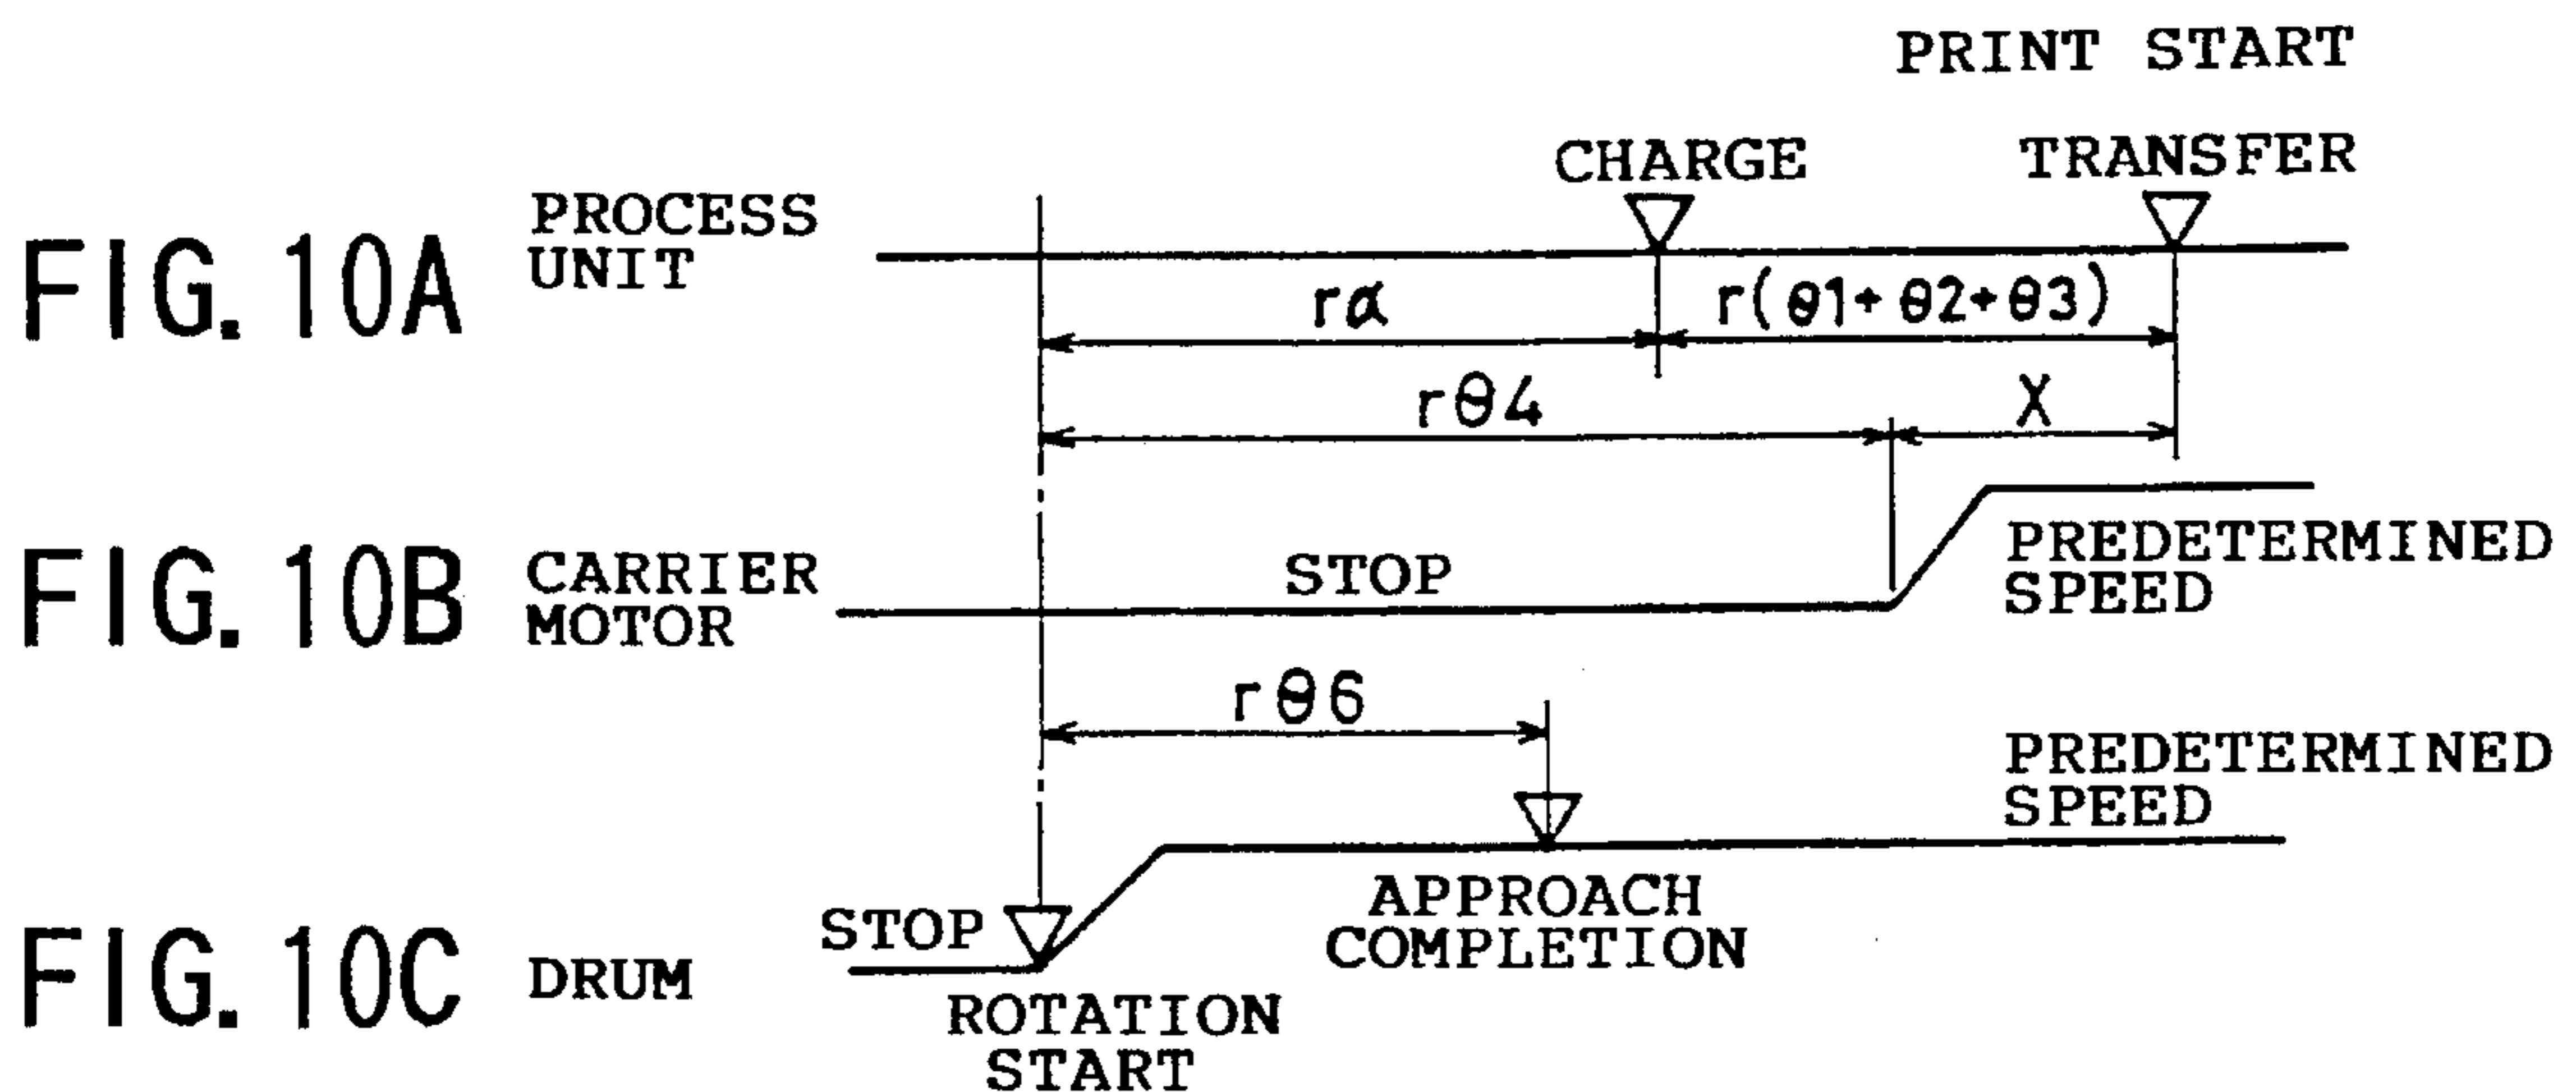 PRINT START
CHARGE
TRANSFER
FIG. 10A
PROCESS
UNIT
rα
r(θ1+θ2+θ3)
rθ4
X
FIG. 10B
CARRIER
MOTOR
STOP
PREDETERMINED
SPEED
rθ6
PREDETERMINED
SPEED
FIG. 10C
DRUM
STOP
APPROACH
COMPLETION
ROTATION
START